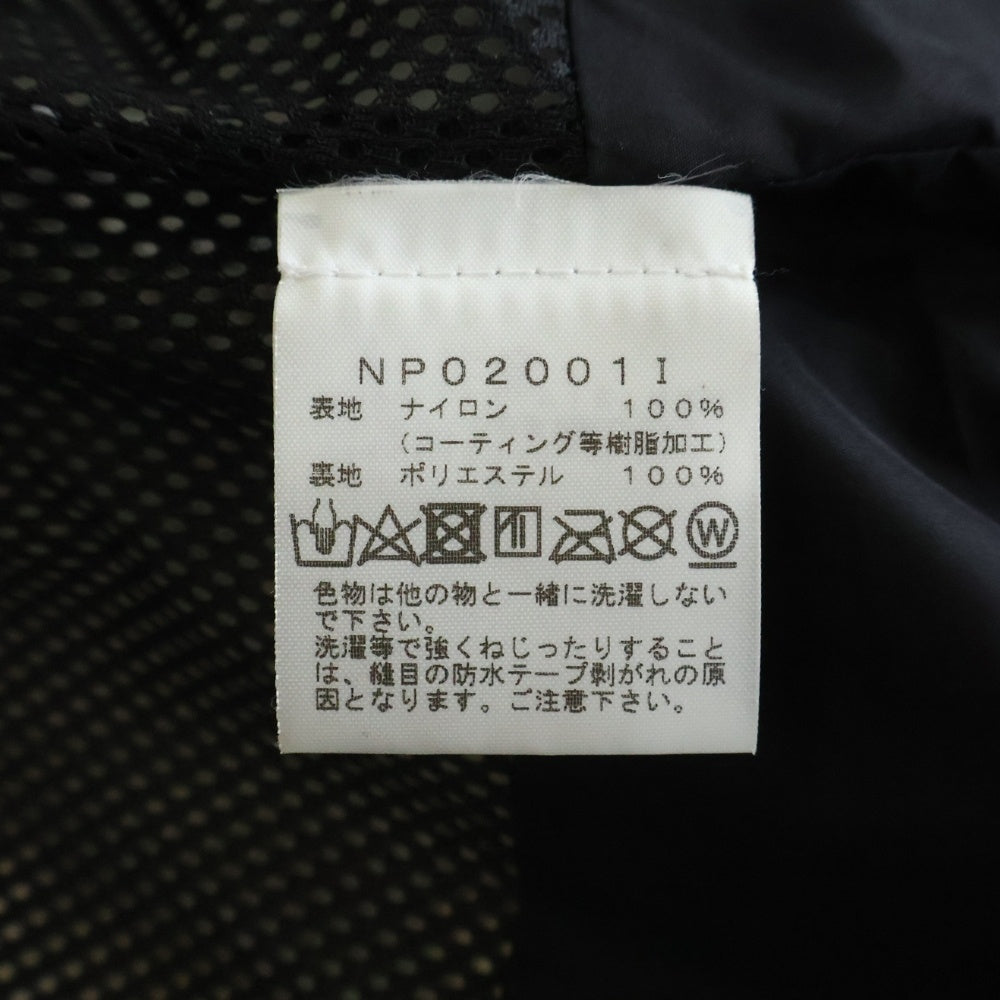 NP02001I
表地 ナイロン 100%
(コーティング等樹脂加工)
裏地 ポリエステル 100%
W
色物は他の物と一緒に洗濯しない
で下さい。
洗濯等で強くねじったりすること
は、縫目の防水テープ剥がれの原
因となります。ご注意下さい。